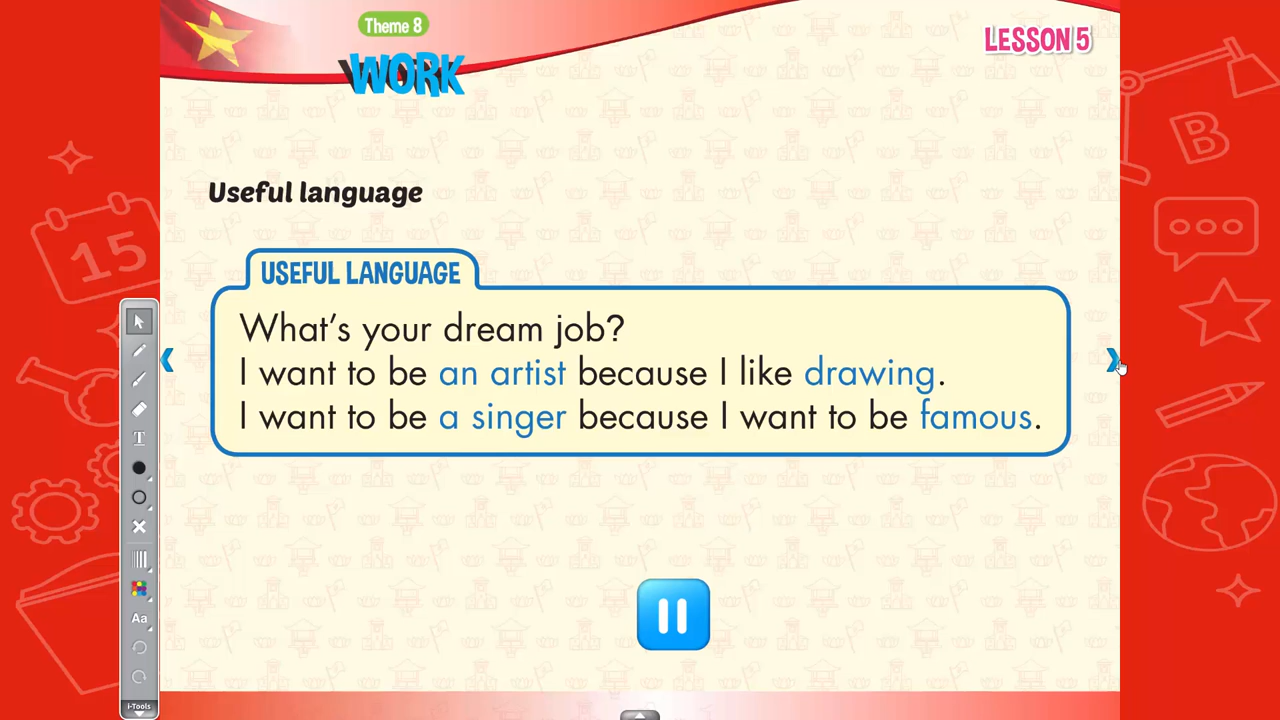 Theme 8
WORK
LESSON 5
Useful language
USEFUL LANGUAGE
What's your dream job?
I want to be an artist because I like drawing.
I want to be a singer because I want to be famous.
15
B
T
Aa
i-Tools